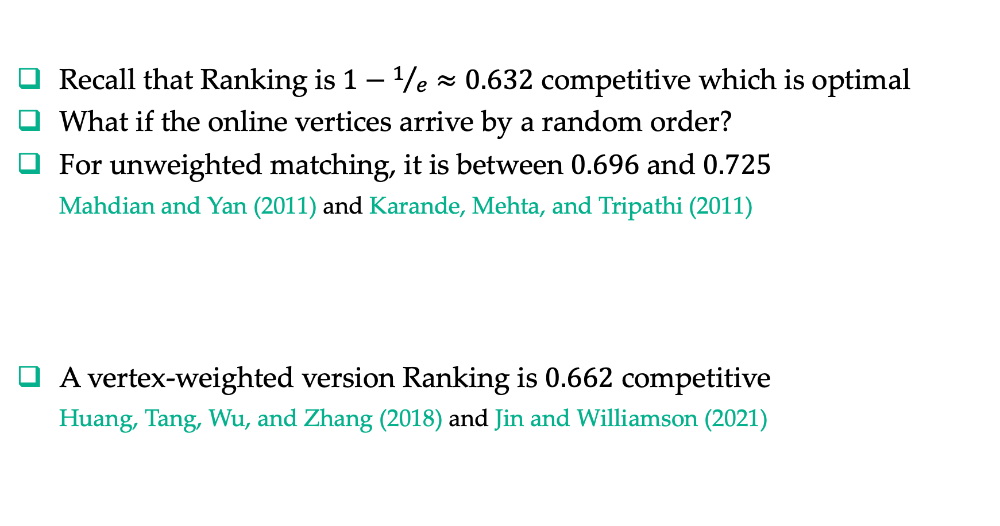 Recall that Ranking is 1 − 1/e ≈ 0.632 competitive which is optimal
What if the online vertices arrive by a random order?
For unweighted matching, it is between 0.696 and 0.725
Mahdian and Yan (2011) and Karande, Mehta, and Tripathi (2011)
A vertex-weighted version Ranking is 0.662 competitive
Huang, Tang, Wu, and Zhang (2018) and Jin and Williamson (2021)